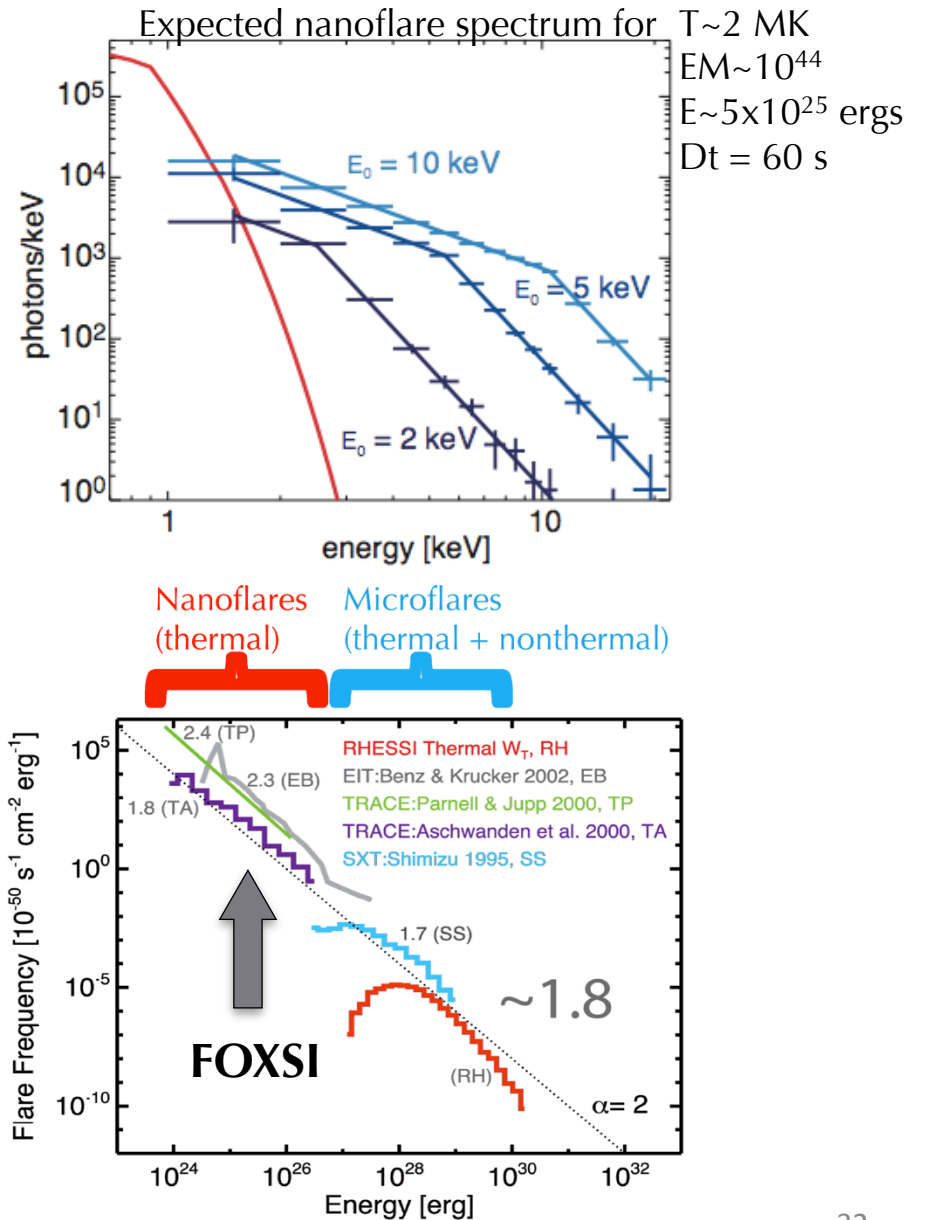 Expected nanoflare spectrum for T~2 MK
EM~10⁴⁴
E~5x10²⁵ ergs
Dt = 60 s
photons/keV
10⁵
10⁴
10³
10²
10¹
10⁰
E₀ = 10 keV
E₀ = 5 keV
E₀ = 2 keV
1
10
energy [keV]
Nanoflares
(thermal)
Microflares
(thermal + nonthermal)
Flare Frequency [10⁻⁵⁰ s⁻¹ cm⁻² erg⁻¹]
10⁵
10⁰
10⁻⁵
10⁻¹⁰
2.4 (TP)
2.3 (EB)
1.8 (TA)
RHESSI Thermal W_T, RH
EIT:Benz & Krucker 2002, EB
TRACE:Parnell & Jupp 2000, TP
TRACE:Aschwanden et al. 2000, TA
SXT:Shimizu 1995, SS
1.7 (SS)
~1.8
FOXSI
(RH)
α= 2
10²⁴
10²⁶
10²⁸
10³⁰
10³²
Energy [erg]